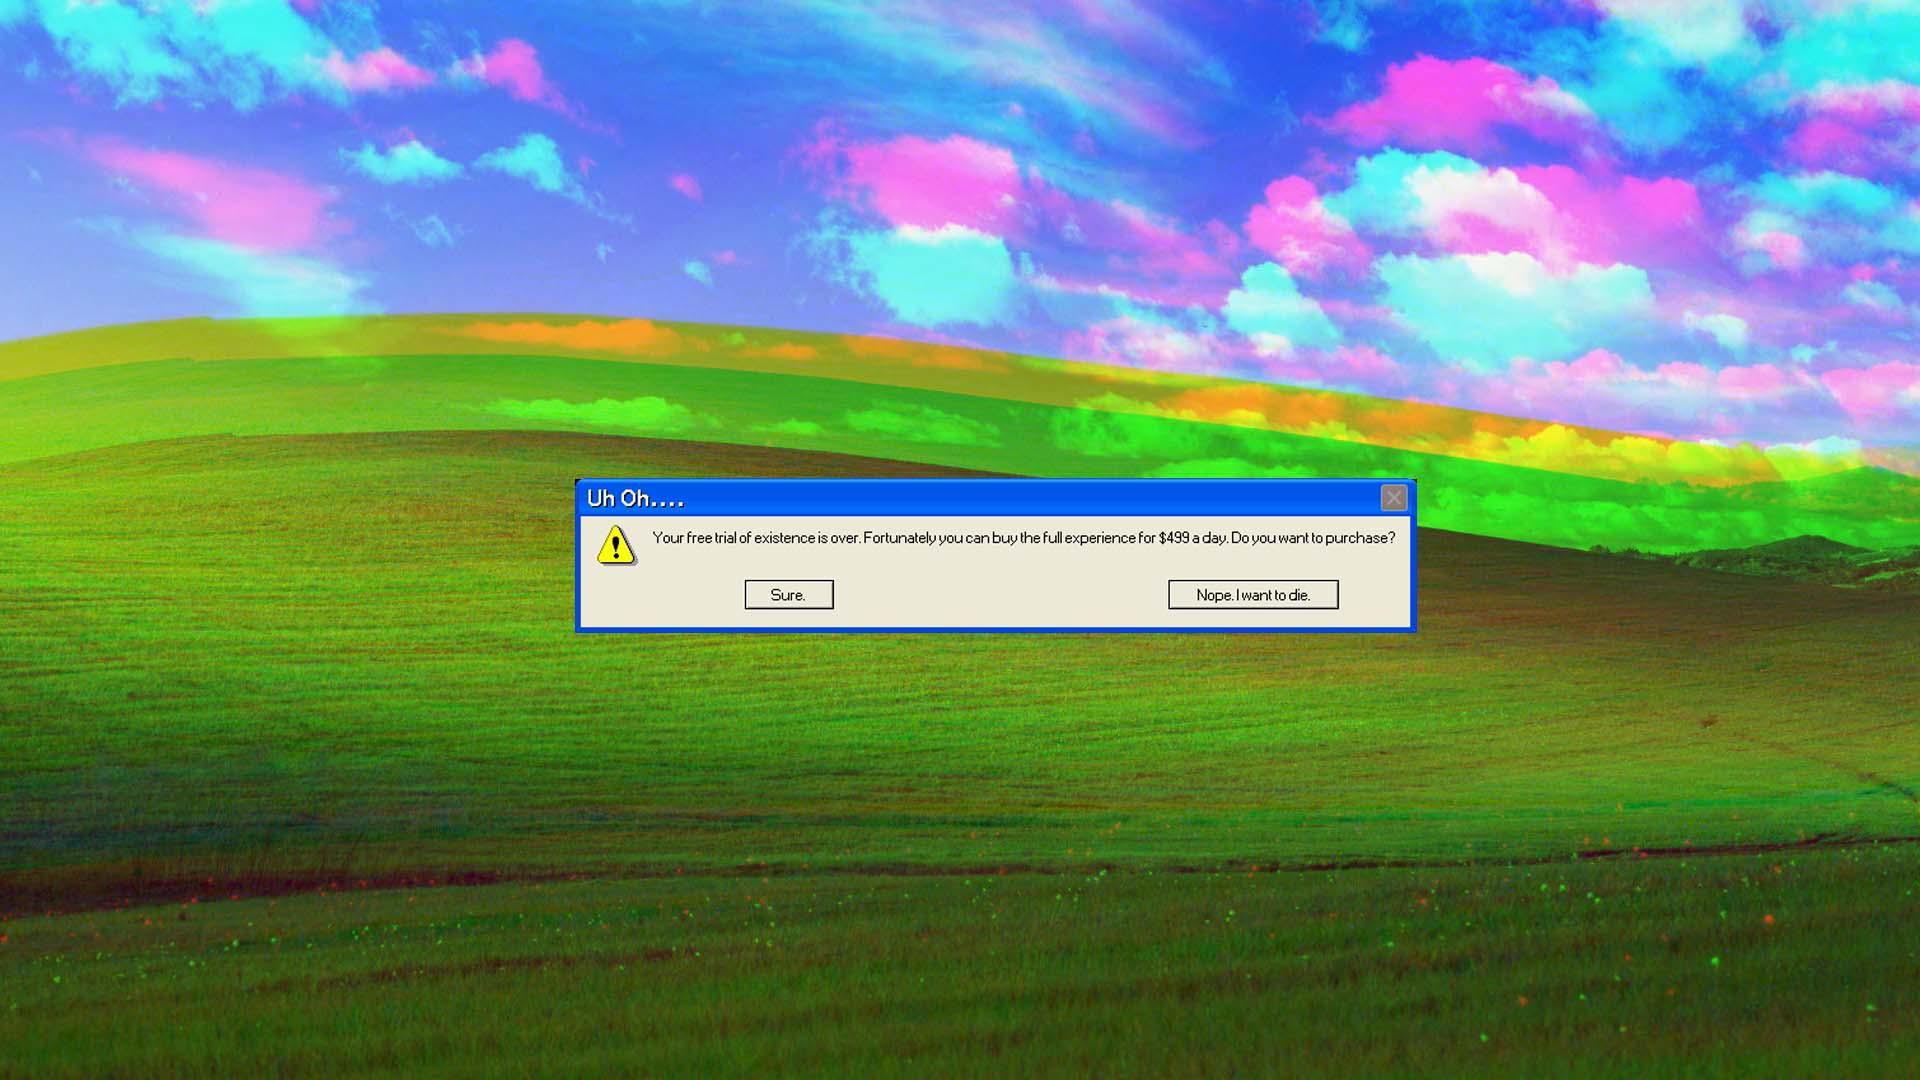 Uh Oh....
Your free trial of existence is over. Fortunately you can buy the full experience for $499 a day. Do you want to purchase?
Sure.
Nope. I want to die.